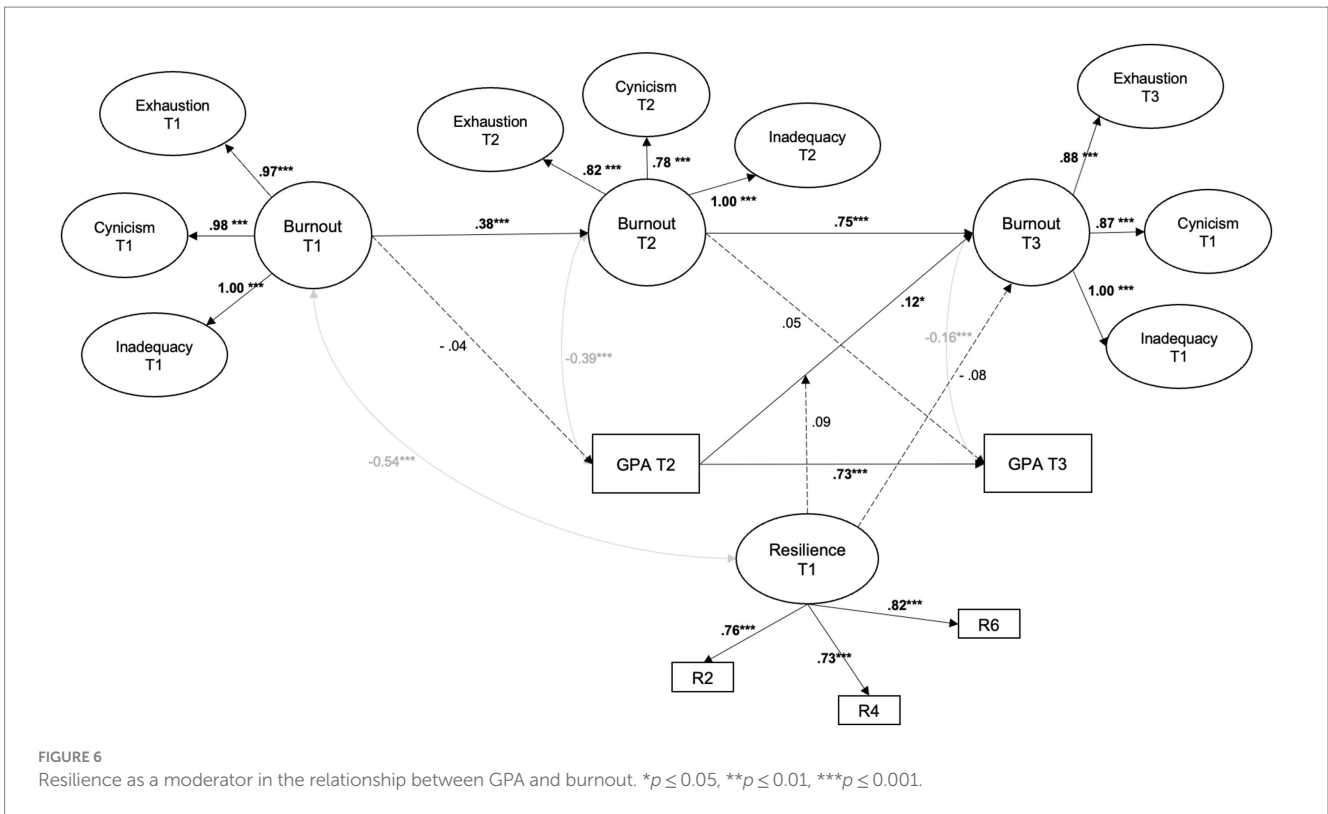 Exhaustion
T1
.97***
Cynicism
T1
.98 ***
Burnout
T1
1.00 ***
Inadequacy
T1
.38***
Exhaustion
T2
.82 ***
Cynicism
T2
.78 ***
Inadequacy
T2
1.00 ***
Burnout
T2
.75***
Exhaustion
T3
.88 ***
Burnout
T3
.87 ***
Cynicism
T1
1.00 ***
Inadequacy
T1
- .04
-0.39***
.12*
.05
-0.16***
- .08
.09
-0.54***
GPA T2
.73***
GPA T3
Resilience
T1
.76***
.73***
.82***
R2
R4
R6
FIGURE 6
Resilience as a moderator in the relationship between GPA and burnout. *p ≤ 0.05, **p ≤ 0.01, ***p ≤ 0.001.